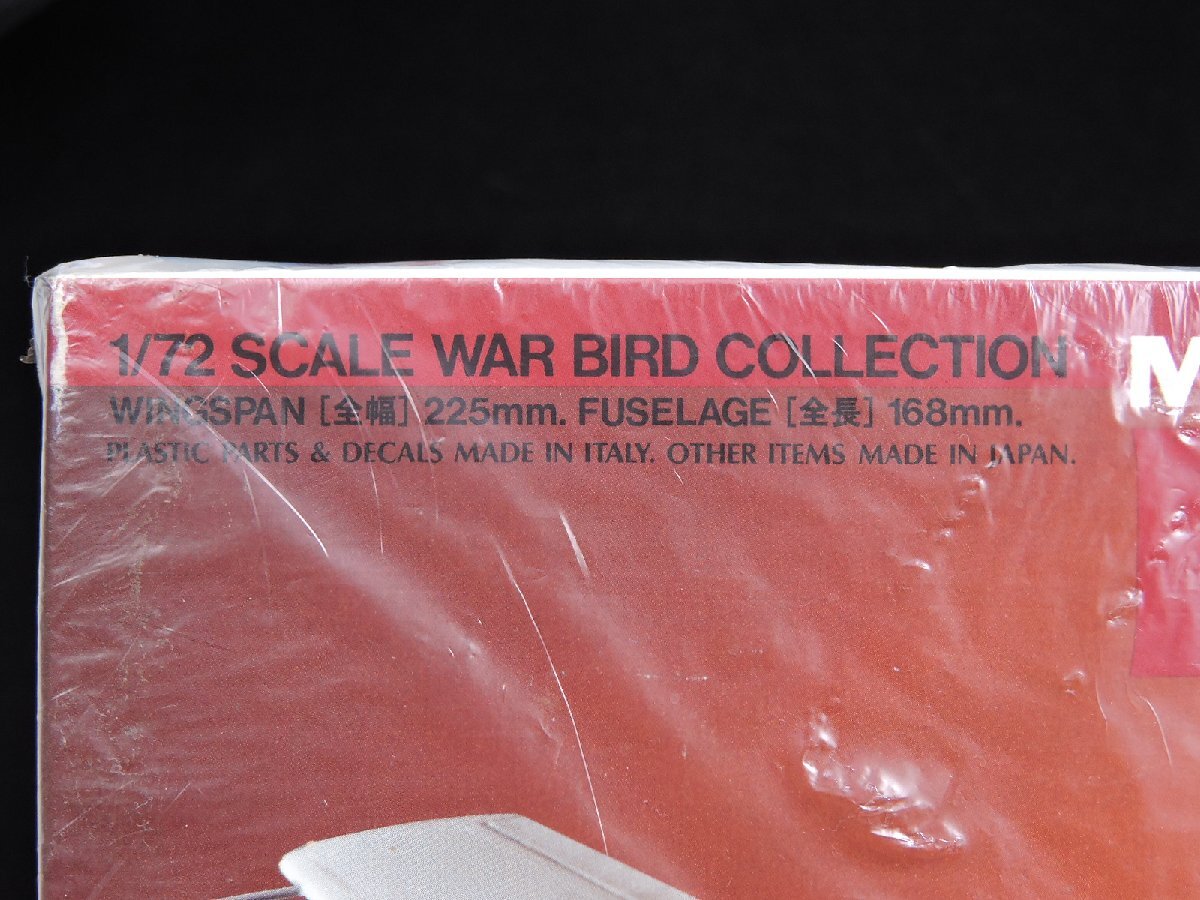 1/72 SCALE WAR BIRD COLLECTION
WINGSPAN [全幅] 225mm. FUSELAGE [全長] 168mm.
PLASTIC PARTS & DECALS MADE IN ITALY. OTHER ITEMS MADE IN JAPAN.
M